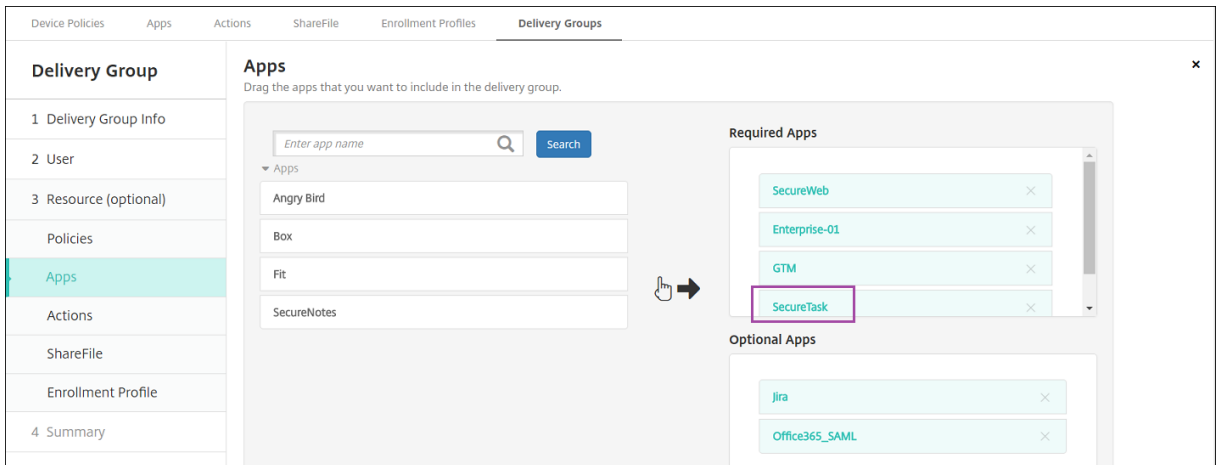 Device Policies Apps Actions ShareFile Enrollment Profiles Delivery Groups
Delivery Group
1 Delivery Group Info
2 User
3 Resource (optional)
Policies
Apps
Actions
ShareFile
Enrollment Profile
4 Summary
Apps
Drag the apps that you want to include in the delivery group.
Enter app name
Search
Apps
Angry Bird
Box
Fit
SecureNotes
Required Apps
SecureWeb
Enterprise-01
GTM
SecureTask
Optional Apps
Jira
Office365_SAML